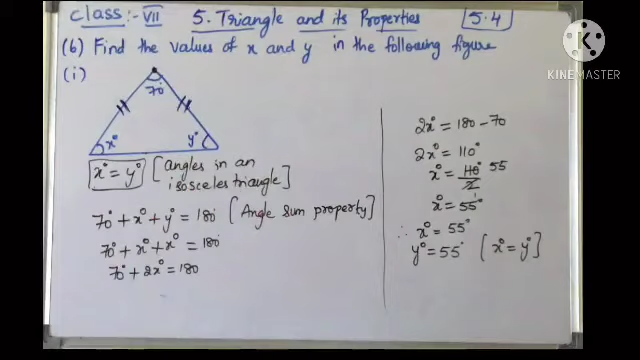 class :- VII 5. Triangle and its Properties 5.4
(6) Find the values of x and y in the following figure
(i)
70°
x° y°
x° = y° [Angles in an
isosceles triangle]
70° + x° + y° = 180° [Angle sum property]
70° + x° + x° = 180°
70° + 2x° = 180
2x° = 180 - 70
2x° = 110°
x° = 110° 55
2 1
x° = 55°
∴ x° = 55°
y° = 55° [x° = y°]
KINEMASTER